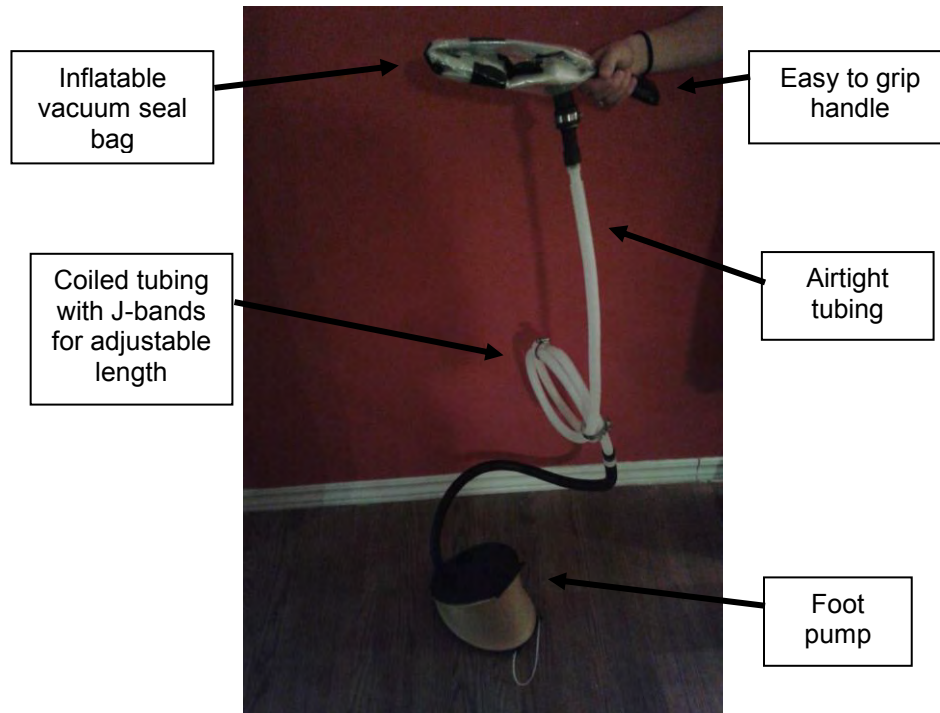 Inflatable
vacuum seal
bag
Easy to grip
handle
Coiled tubing
with J-bands
for adjustable
length
Airtight
tubing
Foot
pump